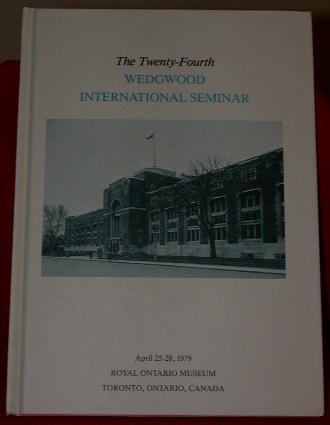 The Twenty-Fourth
WEDGWOOD
INTERNATIONAL SEMINAR
April 25-28, 1979
ROYAL ONTARIO MUSEUM
TORONTO, ONTARIO, CANADA